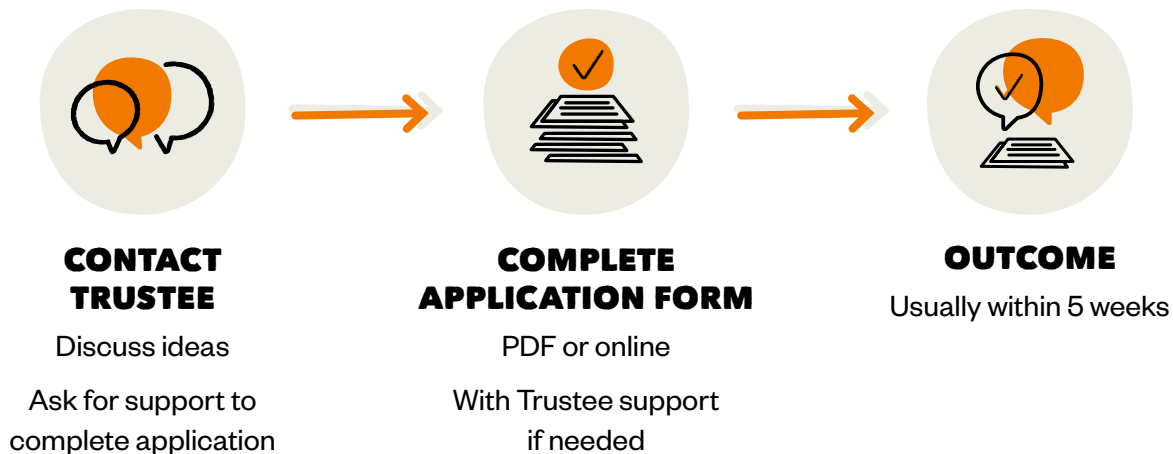 CONTACT
TRUSTEE
Discuss ideas
Ask for support to
complete application
COMPLETE
APPLICATION FORM
PDF or online
With Trustee support
if needed
OUTCOME
Usually within 5 weeks